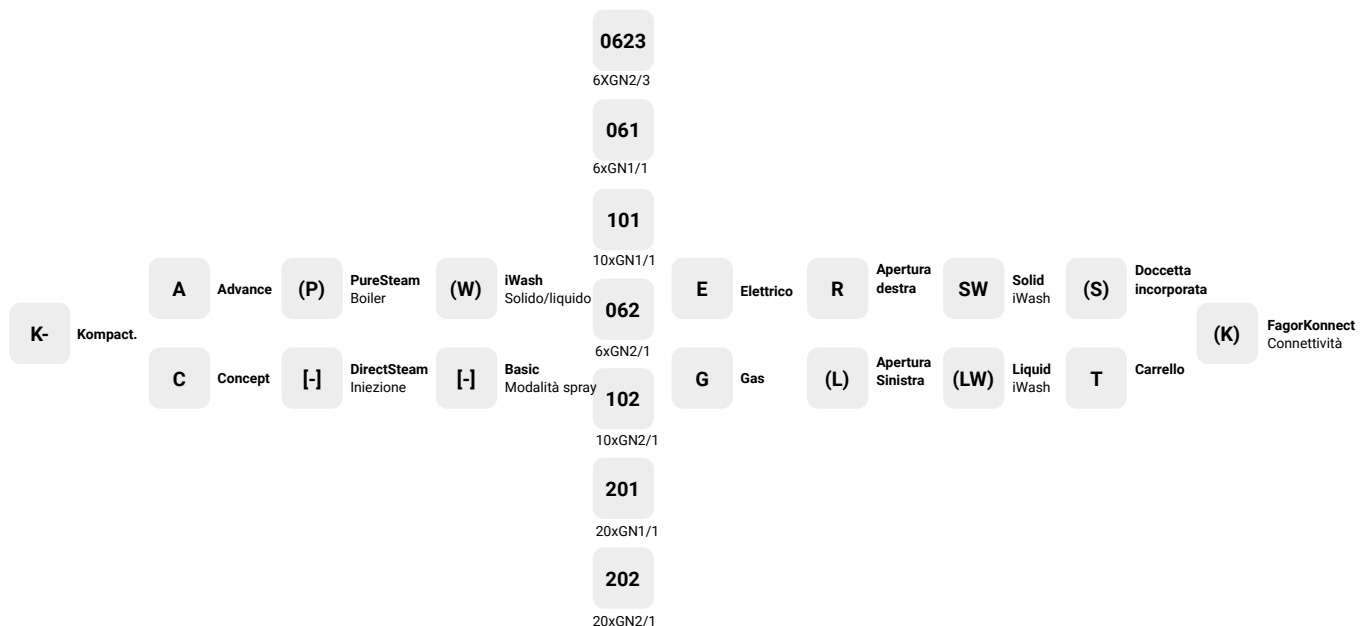 K-
Kompact.
A
Advance
C
Concept
(P)
PureSteam
Boiler
[-]
DirectSteam
Iniezione
(W)
iWash
Solido/liquido
[-]
Basic
Modalità spray
0623
6XGN2/3
061
6xGN1/1
101
10xGN1/1
062
6xGN2/1
102
10xGN2/1
201
20xGN1/1
202
20xGN2/1
E
Elettrico
G
Gas
R
Apertura
destra
(L)
Apertura
Sinistra
SW
Solid
iWash
(LW)
Liquid
iWash
(S)
Doccetta
incorporata
T
Carrello
(K)
FagorKonnect
Connettività